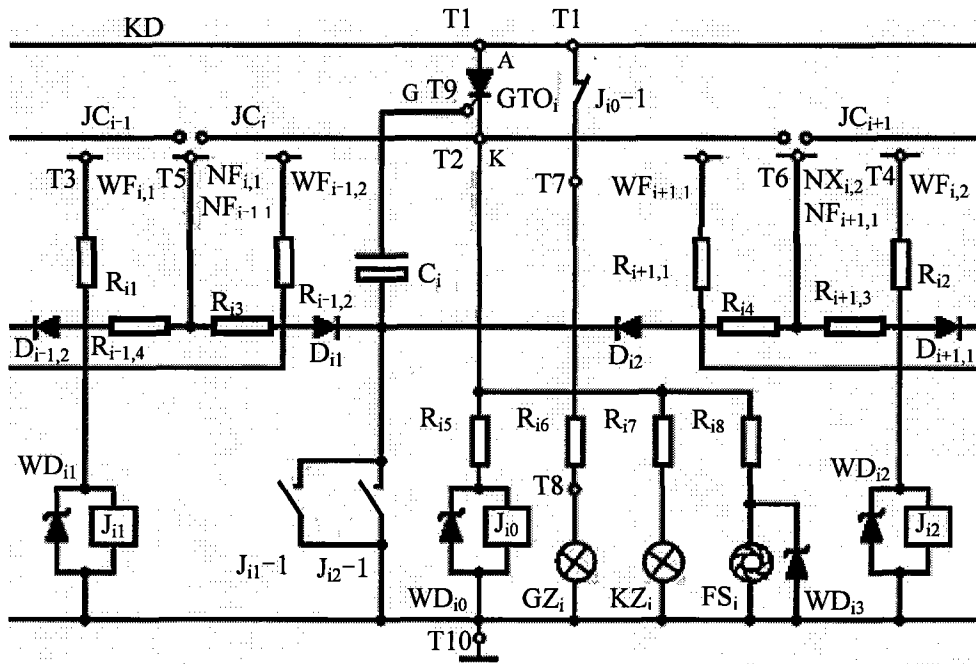 KD T1 T1
A
G T9 GTOᵢ Jᵢ₀-1
JCᵢ₋₁ JCᵢ JCᵢ₊₁
T2 K
T3 WFᵢ,₁ T5 NFᵢ,₁ WFᵢ₋₁,₂ T7 WFᵢ₊₁,₁ T6 NXᵢ,₂ T4 WFᵢ,₂
NFᵢ₋₁,₁ NFᵢ₊₁,₁
Rᵢ₁ Rᵢ₋₁,₂ Cᵢ Rᵢ₊₁,₁ Rᵢ₂
Rᵢ₃ Rᵢ₄ Rᵢ₊₁,₃
Dᵢ₋₁,₂ Rᵢ₋₁,₄ Dᵢ₁ Dᵢ₂ Dᵢ₊₁,₁
Rᵢ₅ Rᵢ₆ Rᵢ₇ Rᵢ₈
WDᵢ₁ T8 WDᵢ₂
Jᵢ₁ Jᵢ₀ Jᵢ₂
Jᵢ₁-1 Jᵢ₂-1
WDᵢ₀ GZᵢ KZᵢ FSᵢ WDᵢ₃
T10